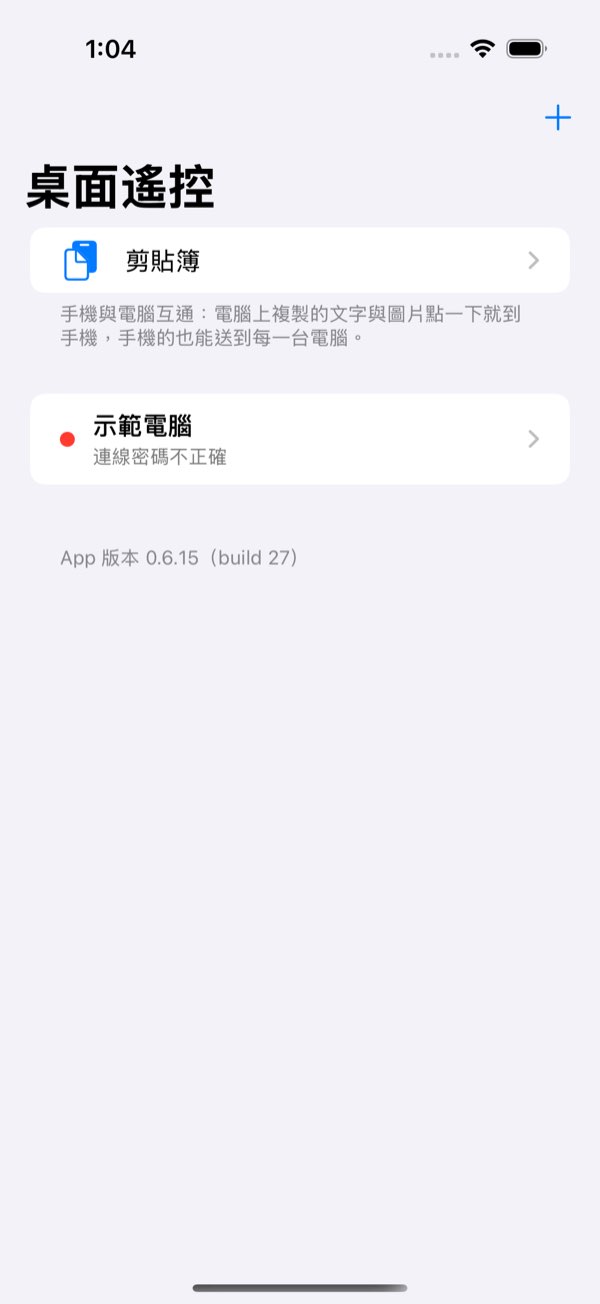 1:04
桌面遙控
剪貼簿
手機與電腦互通：電腦上複製的文字與圖片點一下就到
手機，手機的也能送到每一台電腦。
示範電腦
連線密碼不正確
App 版本 0.6.15（build 27）